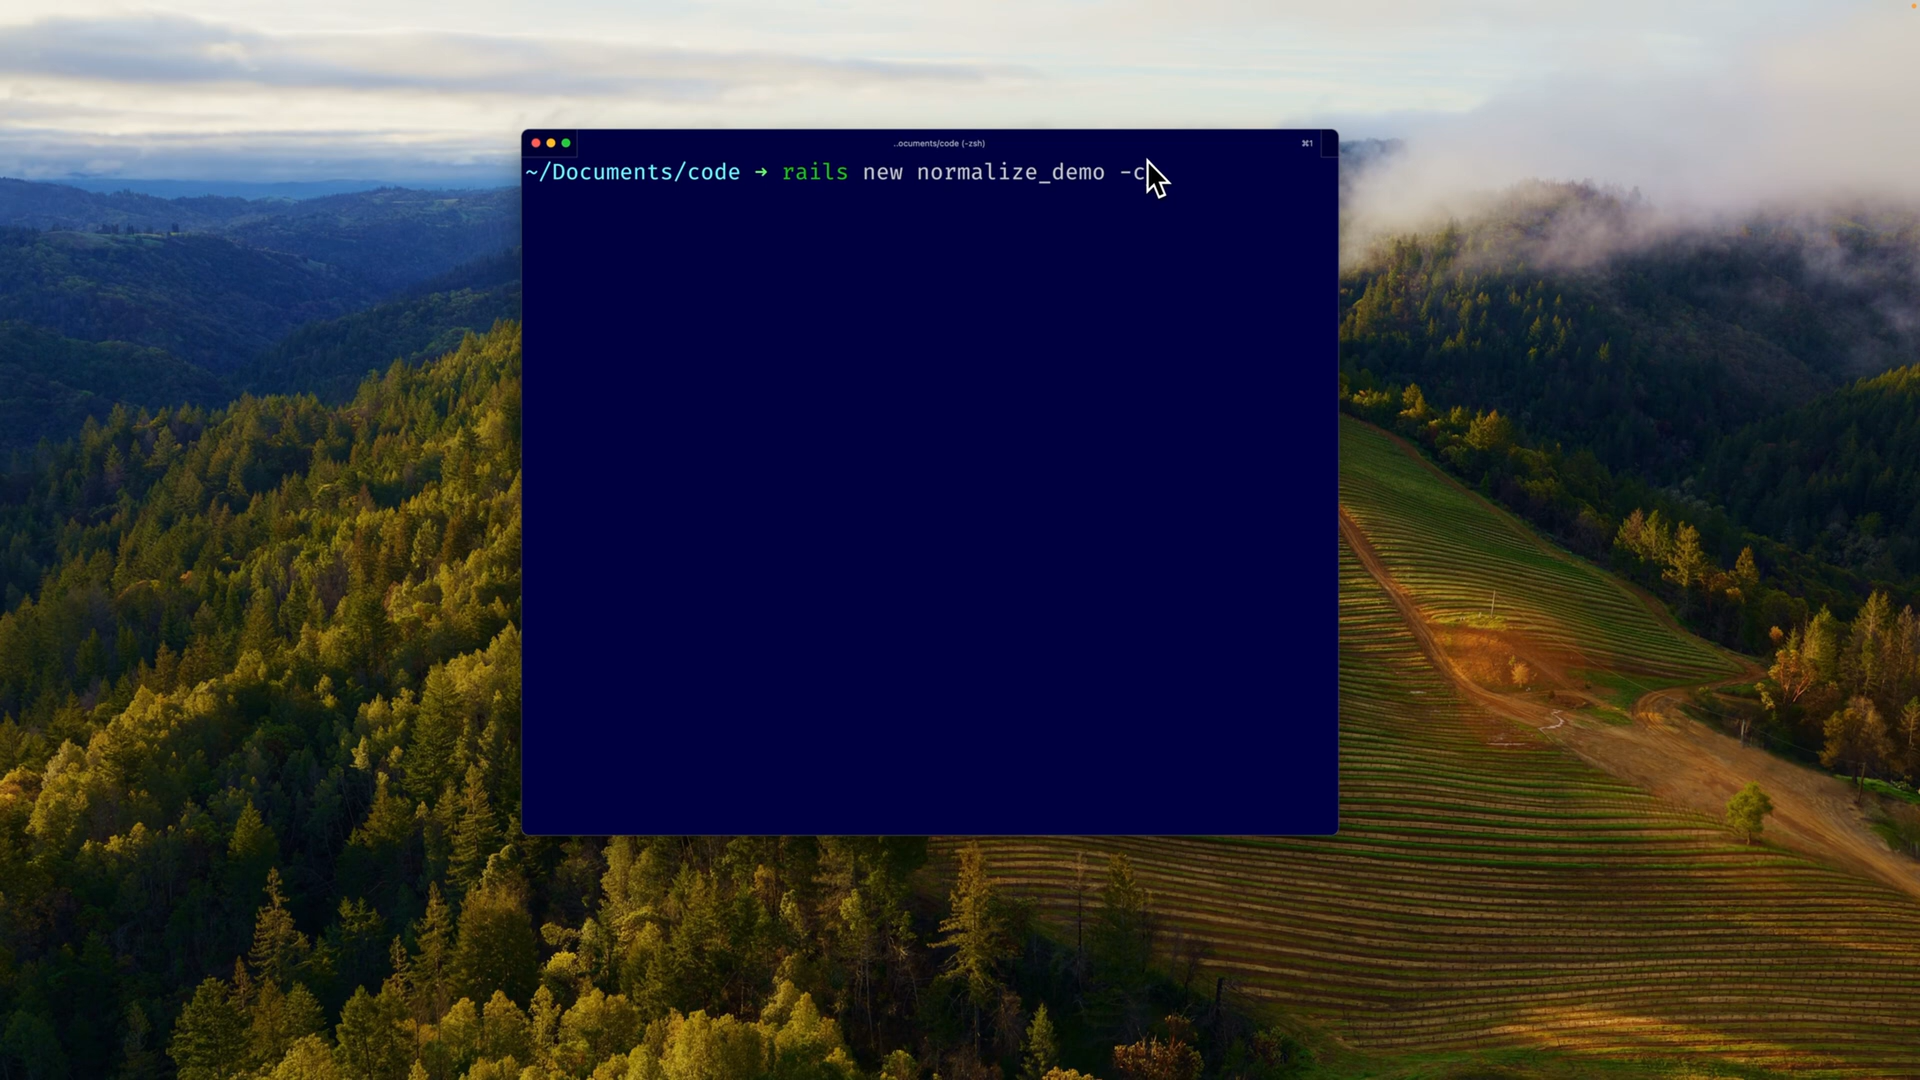 ..ocuments/code (-zsh)
⌘1
~/Documents/code ➜ rails new normalize_demo -c